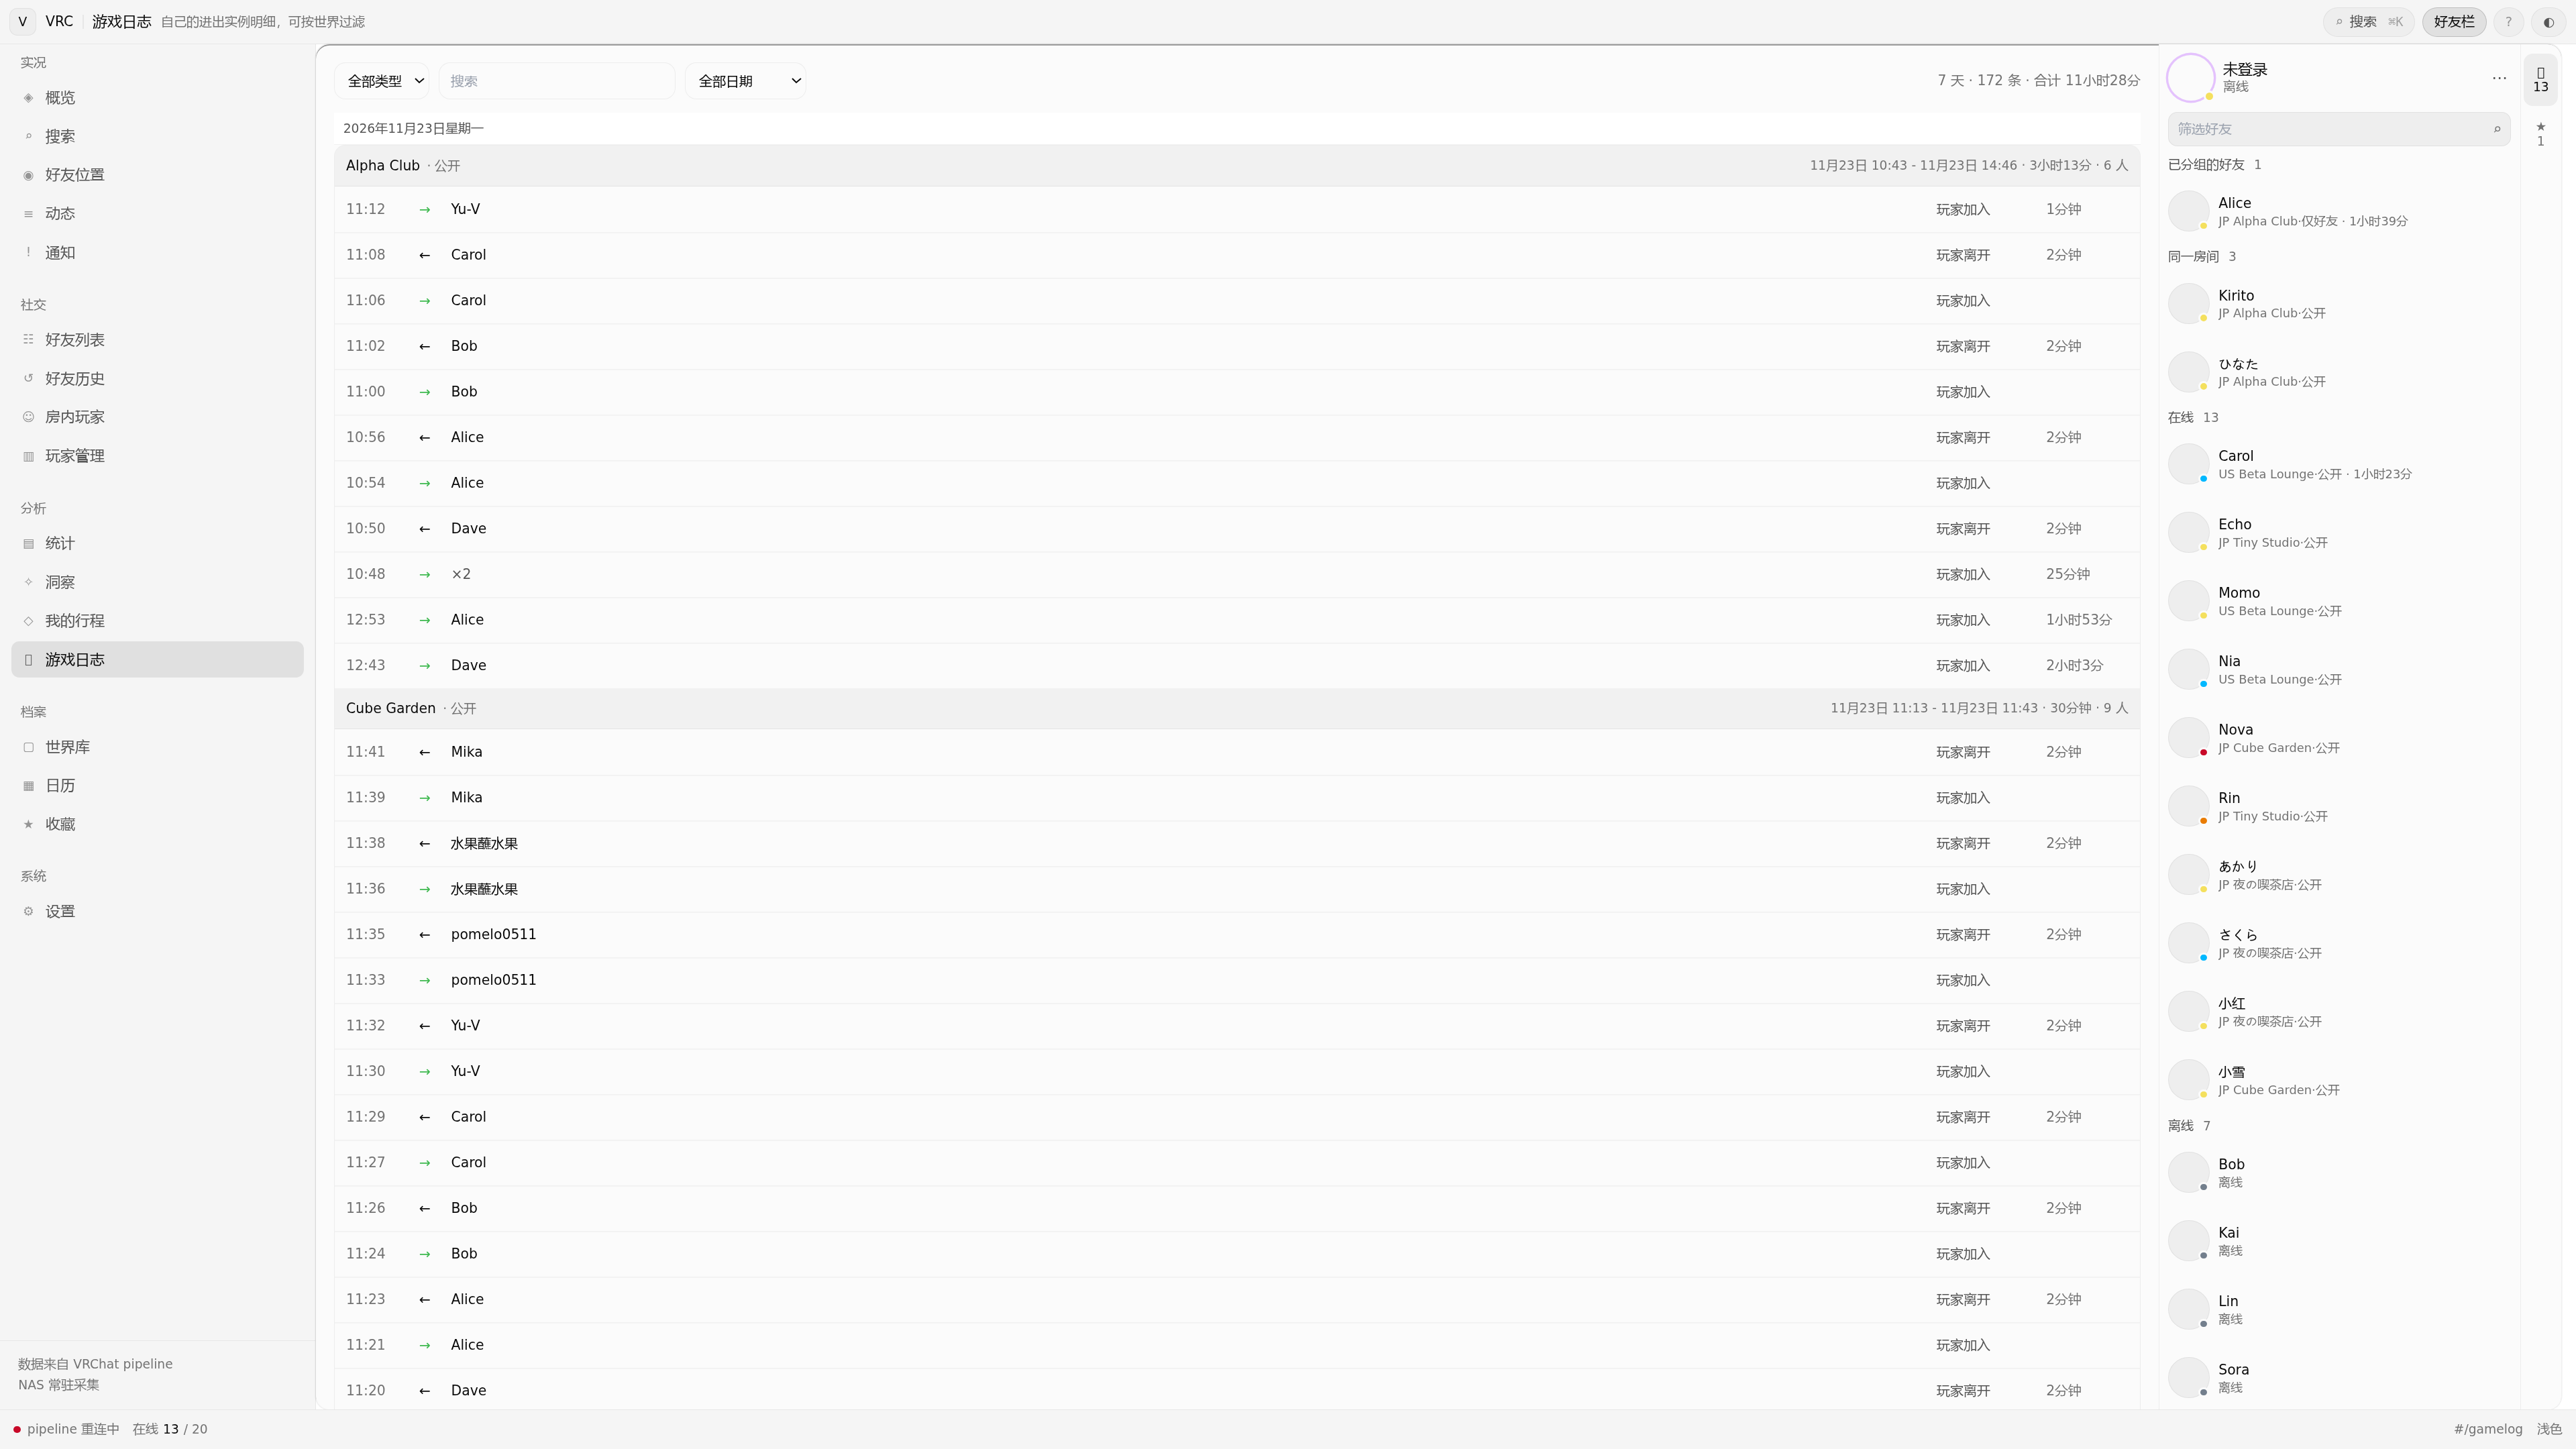 V VRC 游戏日志 自己的进出实例明细，可按世界过滤
搜索 ⌘K 好友栏 ?
实况
概览
搜索
好友位置
动态
通知
社交
好友列表
好友历史
房内玩家
玩家管理
分析
统计
洞察
我的行程
游戏日志
档案
世界库
日历
收藏
系统
设置
数据来自 VRChat pipeline
NAS 常驻采集
全部类型 搜索 全部日期 7 天 · 172 条 · 合计 11小时28分
2026年11月23日星期一
Alpha Club · 公开 11月23日 10:43 - 11月23日 14:46 · 3小时13分 · 6 人
11:12 → Yu-V 玩家加入 1分钟
11:08 ← Carol 玩家离开 2分钟
11:06 → Carol 玩家加入
11:02 ← Bob 玩家离开 2分钟
11:00 → Bob 玩家加入
10:56 ← Alice 玩家离开 2分钟
10:54 → Alice 玩家加入
10:50 ← Dave 玩家离开 2分钟
10:48 → ×2 玩家加入 25分钟
12:53 → Alice 玩家加入 1小时53分
12:43 → Dave 玩家加入 2小时3分
Cube Garden · 公开 11月23日 11:13 - 11月23日 11:43 · 30分钟 · 9 人
11:41 ← Mika 玩家离开 2分钟
11:39 → Mika 玩家加入
11:38 ← 水果蘸水果 玩家离开 2分钟
11:36 → 水果蘸水果 玩家加入
11:35 ← pomelo0511 玩家离开 2分钟
11:33 → pomelo0511 玩家加入
11:32 ← Yu-V 玩家离开 2分钟
11:30 → Yu-V 玩家加入
11:29 ← Carol 玩家离开 2分钟
11:27 → Carol 玩家加入
11:26 ← Bob 玩家离开 2分钟
11:24 → Bob 玩家加入
11:23 ← Alice 玩家离开 2分钟
11:21 → Alice 玩家加入
11:20 ← Dave 玩家离开 2分钟
未登录
离线
...
筛选好友
已分组的好友 1
Alice
JP Alpha Club·仅好友 · 1小时39分
同一房间 3
Kirito
JP Alpha Club·公开
ひなた
JP Alpha Club·公开
在线 13
Carol
US Beta Lounge·公开 · 1小时23分
Echo
JP Tiny Studio·公开
Momo
US Beta Lounge·公开
Nia
US Beta Lounge·公开
Nova
JP Cube Garden·公开
Rin
JP Tiny Studio·公开
あかり
JP 夜の喫茶店·公开
さくら
JP 夜の喫茶店·公开
小红
JP 夜の喫茶店·公开
小雪
JP Cube Garden·公开
离线 7
Bob
离线
Kai
离线
Lin
离线
Sora
离线
13
★
1
pipeline 重连中 在线 13 / 20
#/gamelog 浅色